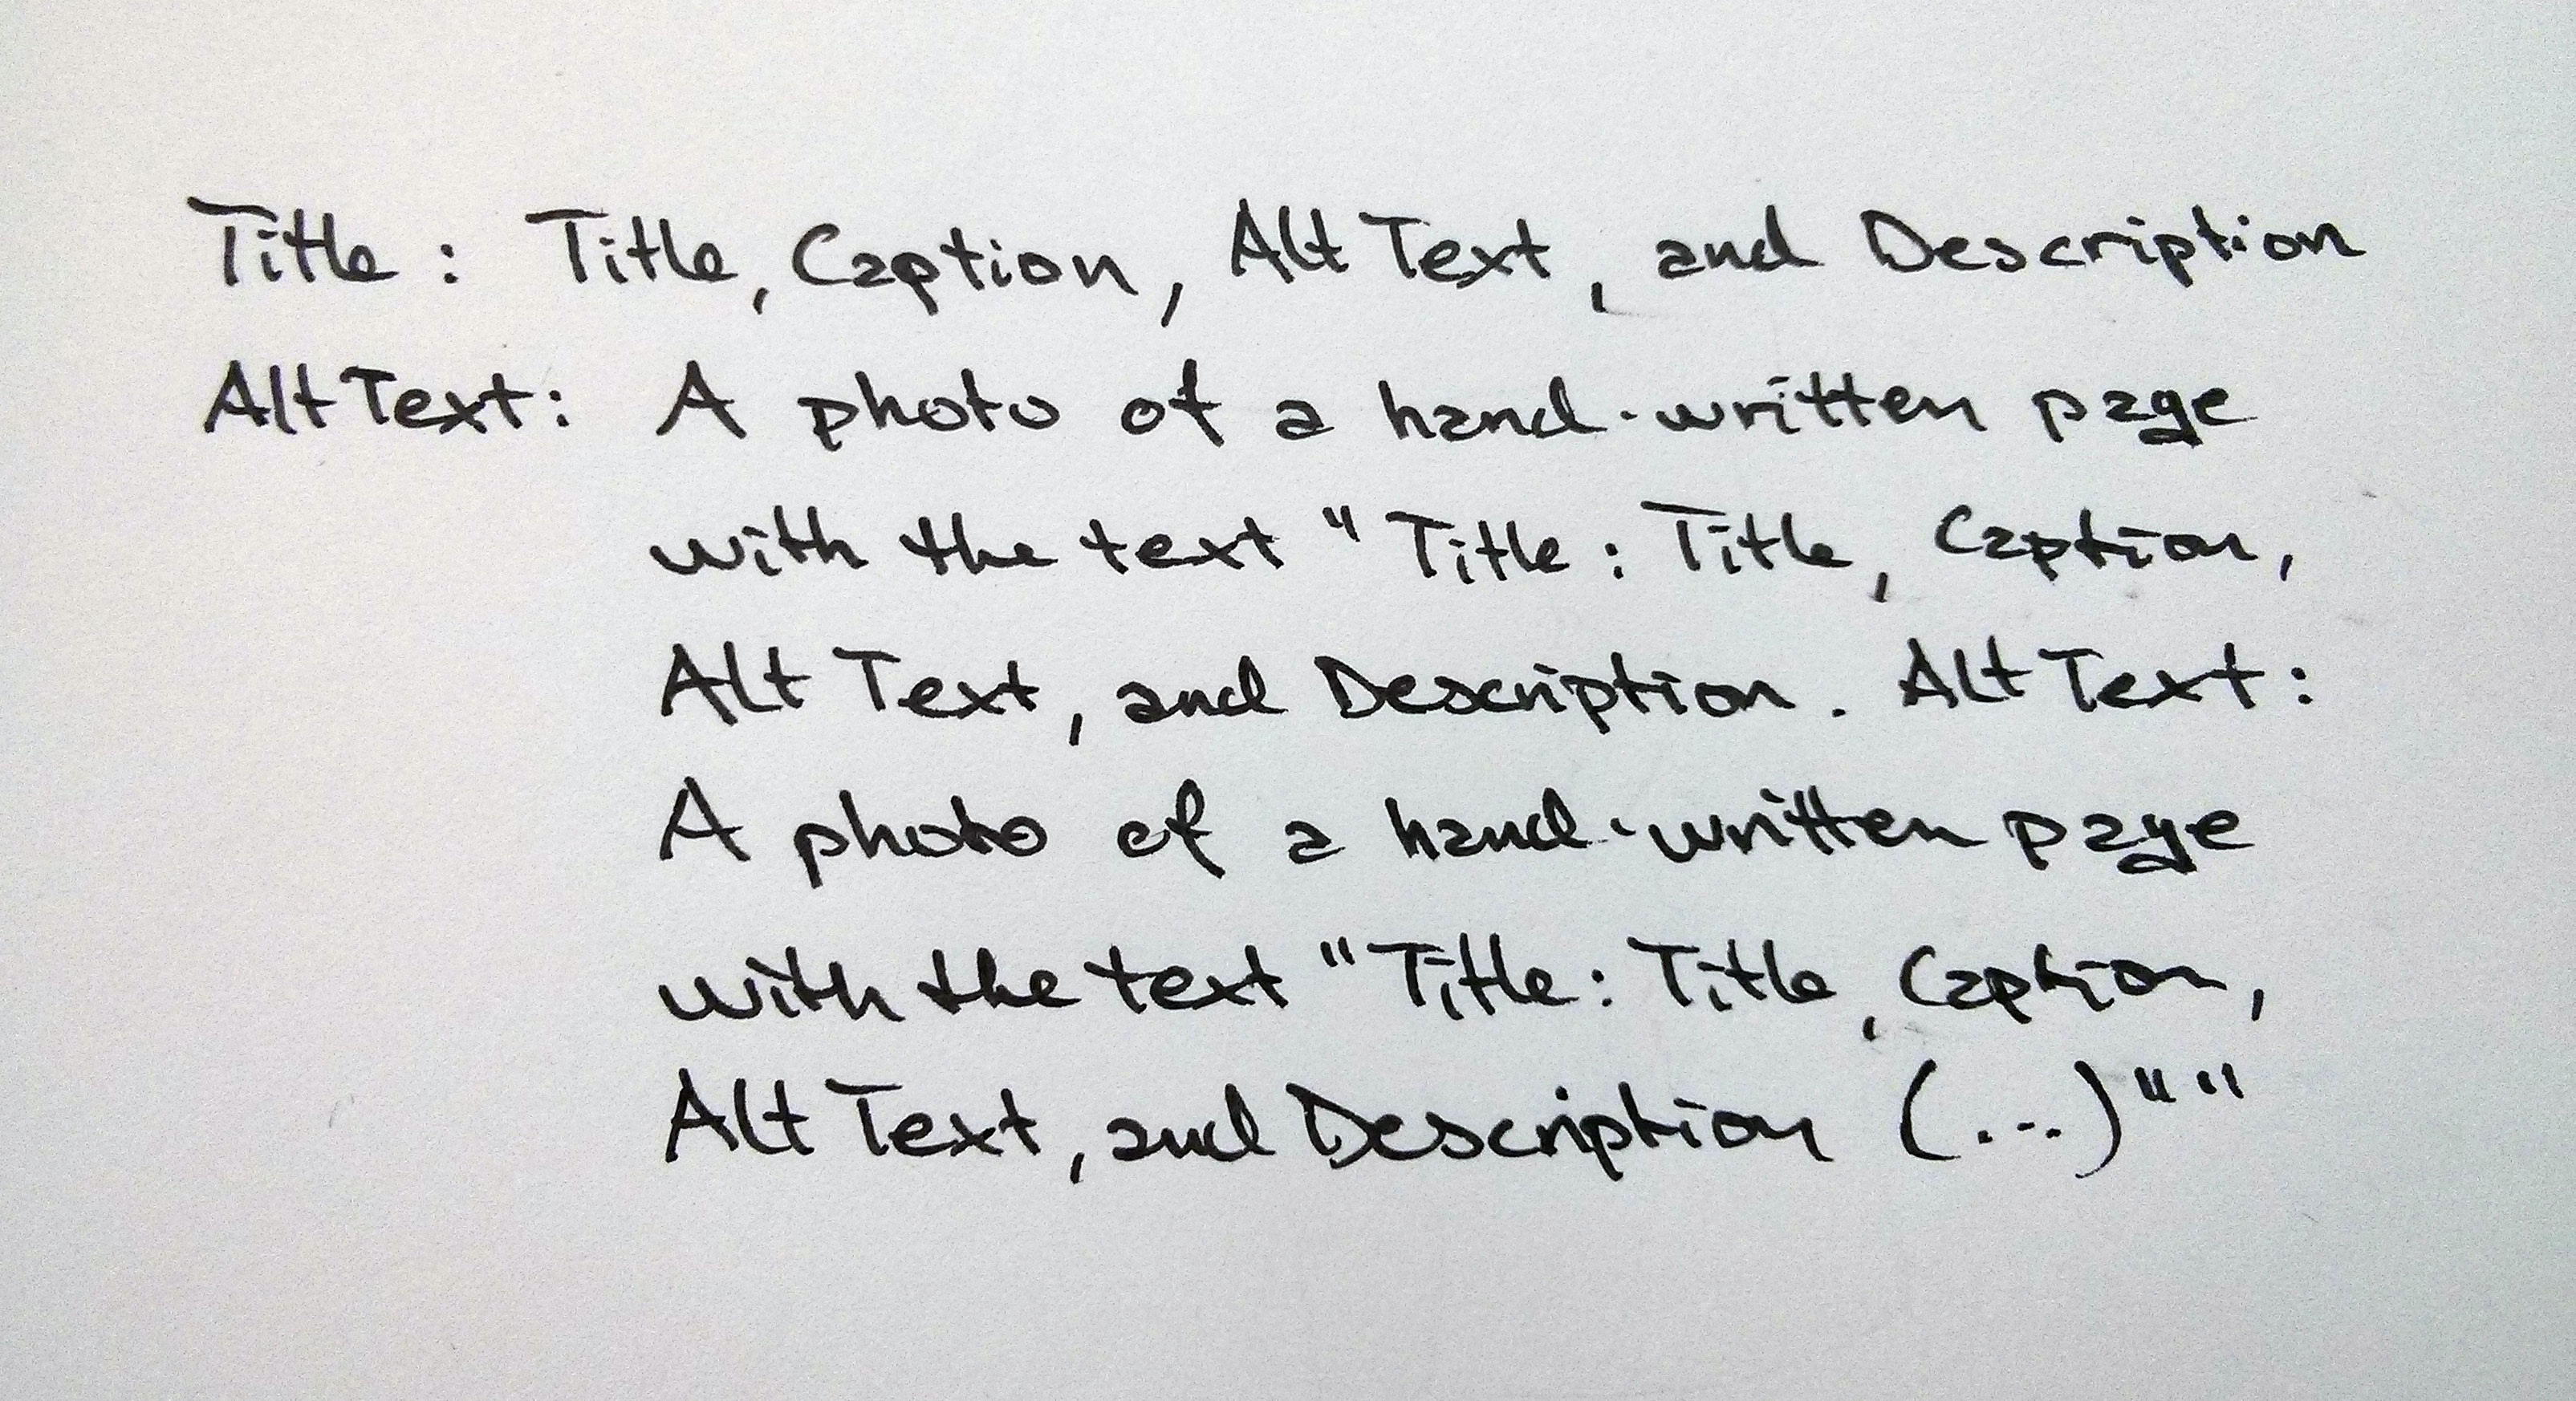 Title: Title, Caption, Alt Text, and Description
Alt Text: A photo of a hand-written page
with the text "Title: Title, Caption,
Alt Text, and Description. Alt Text:
A photo of a hand-written page
with the text "Title: Title, Caption,
Alt Text, and Description (...)" "